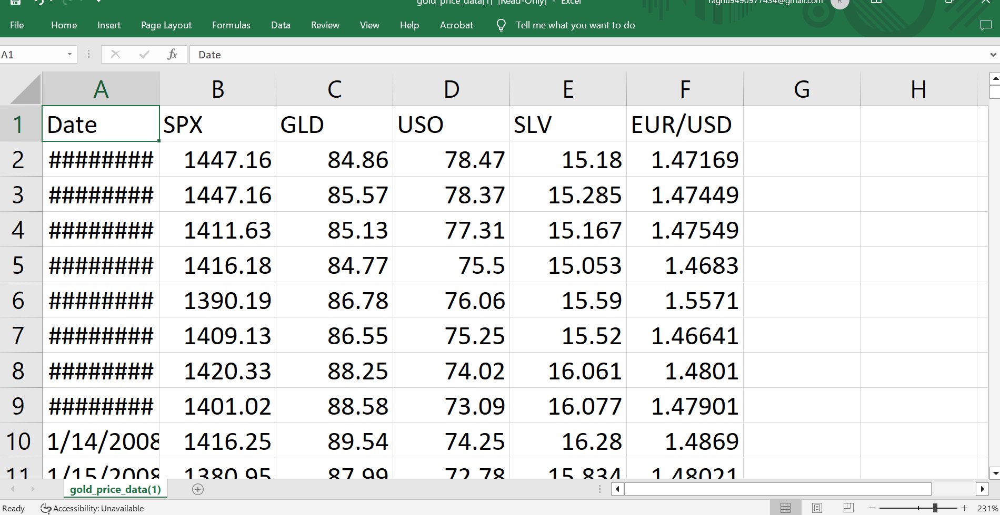 gold_price_data[1]  [Read-Only]  -  Excel
raghu9490977434@gmail.com
R
File Home Insert Page Layout Formulas Data Review View Help Acrobat Tell me what you want to do
A1 fx Date
A B C D E F G H
1 Date SPX GLD USO SLV EUR/USD
2 ######## 1447.16 84.86 78.47 15.18 1.47169
3 ######## 1447.16 85.57 78.37 15.285 1.47449
4 ######## 1411.63 85.13 77.31 15.167 1.47549
5 ######## 1416.18 84.77 75.5 15.053 1.4683
6 ######## 1390.19 86.78 76.06 15.59 1.5571
7 ######## 1409.13 86.55 75.25 15.52 1.46641
8 ######## 1420.33 88.25 74.02 16.061 1.4801
9 ######## 1401.02 88.58 73.09 16.077 1.47901
10 1/14/2008 1416.25 89.54 74.25 16.28 1.4869
11 1/15/2008 1380.95 87.99 72.78 15.834 1.48021
gold_price_data(1)
Ready Accessibility: Unavailable 231%